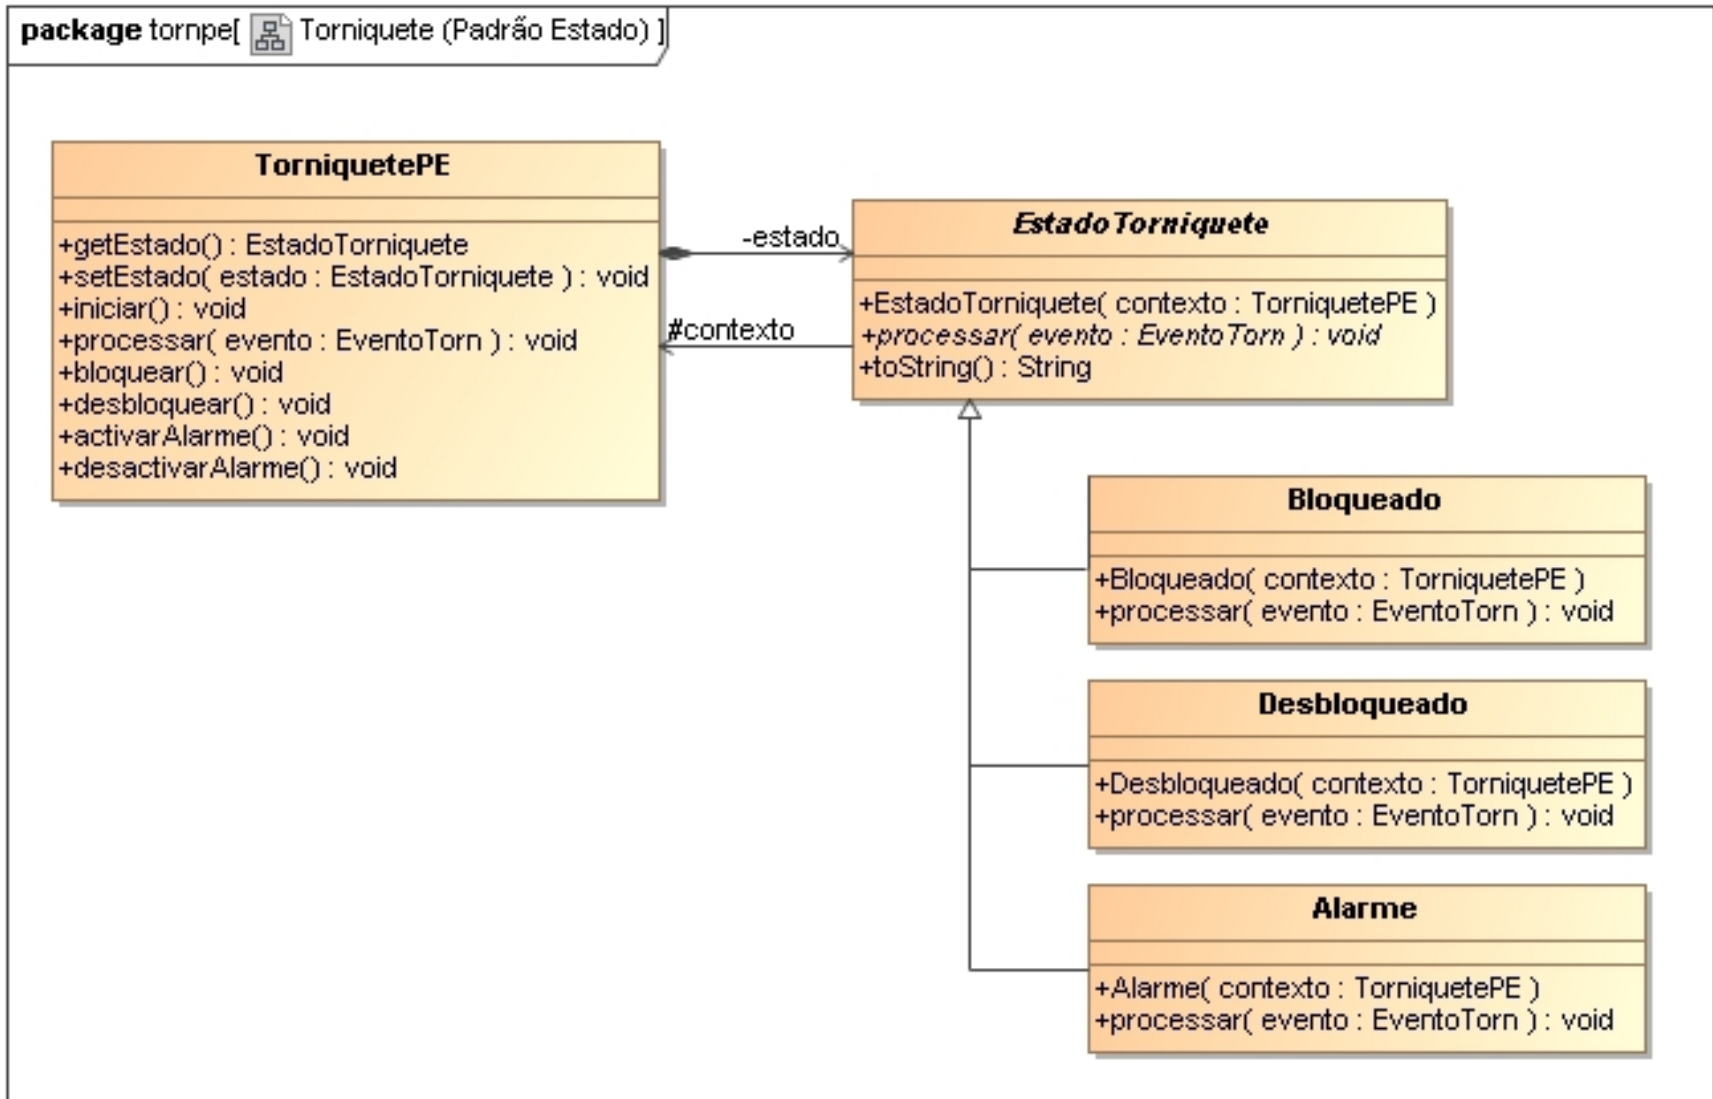 package tornpe[ Torniquete (Padrão Estado) ]
TorniquetePE
+getEstado() : EstadoTorniquete
+setEstado( estado : EstadoTorniquete ) : void
+iniciar() : void
+processar( evento : EventoTorn ) : void
+bloquear() : void
+desbloquear() : void
+activarAlarme() : void
+desactivarAlarme() : void
-estado
#contexto
EstadoTorniquete
+EstadoTorniquete( contexto : TorniquetePE )
+processar( evento : EventoTorn ) : void
+toString() : String
Bloqueado
+Bloqueado( contexto : TorniquetePE )
+processar( evento : EventoTorn ) : void
Desbloqueado
+Desbloqueado( contexto : TorniquetePE )
+processar( evento : EventoTorn ) : void
Alarme
+Alarme( contexto : TorniquetePE )
+processar( evento : EventoTorn ) : void